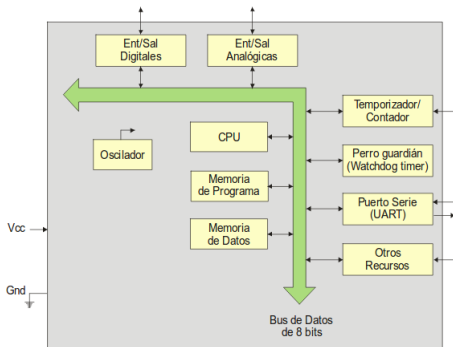 Ent/Sal
Digitales
Ent/Sal
Analógicas
Temporizador/
Contador
CPU
Oscilador
Perro guardián
(Watchdog timer)
Memoria
de Programa
Puerto Serie
(UART)
Memoria
de Datos
Vcc
Otros
Recursos
Gnd
Bus de Datos
de 8 bits